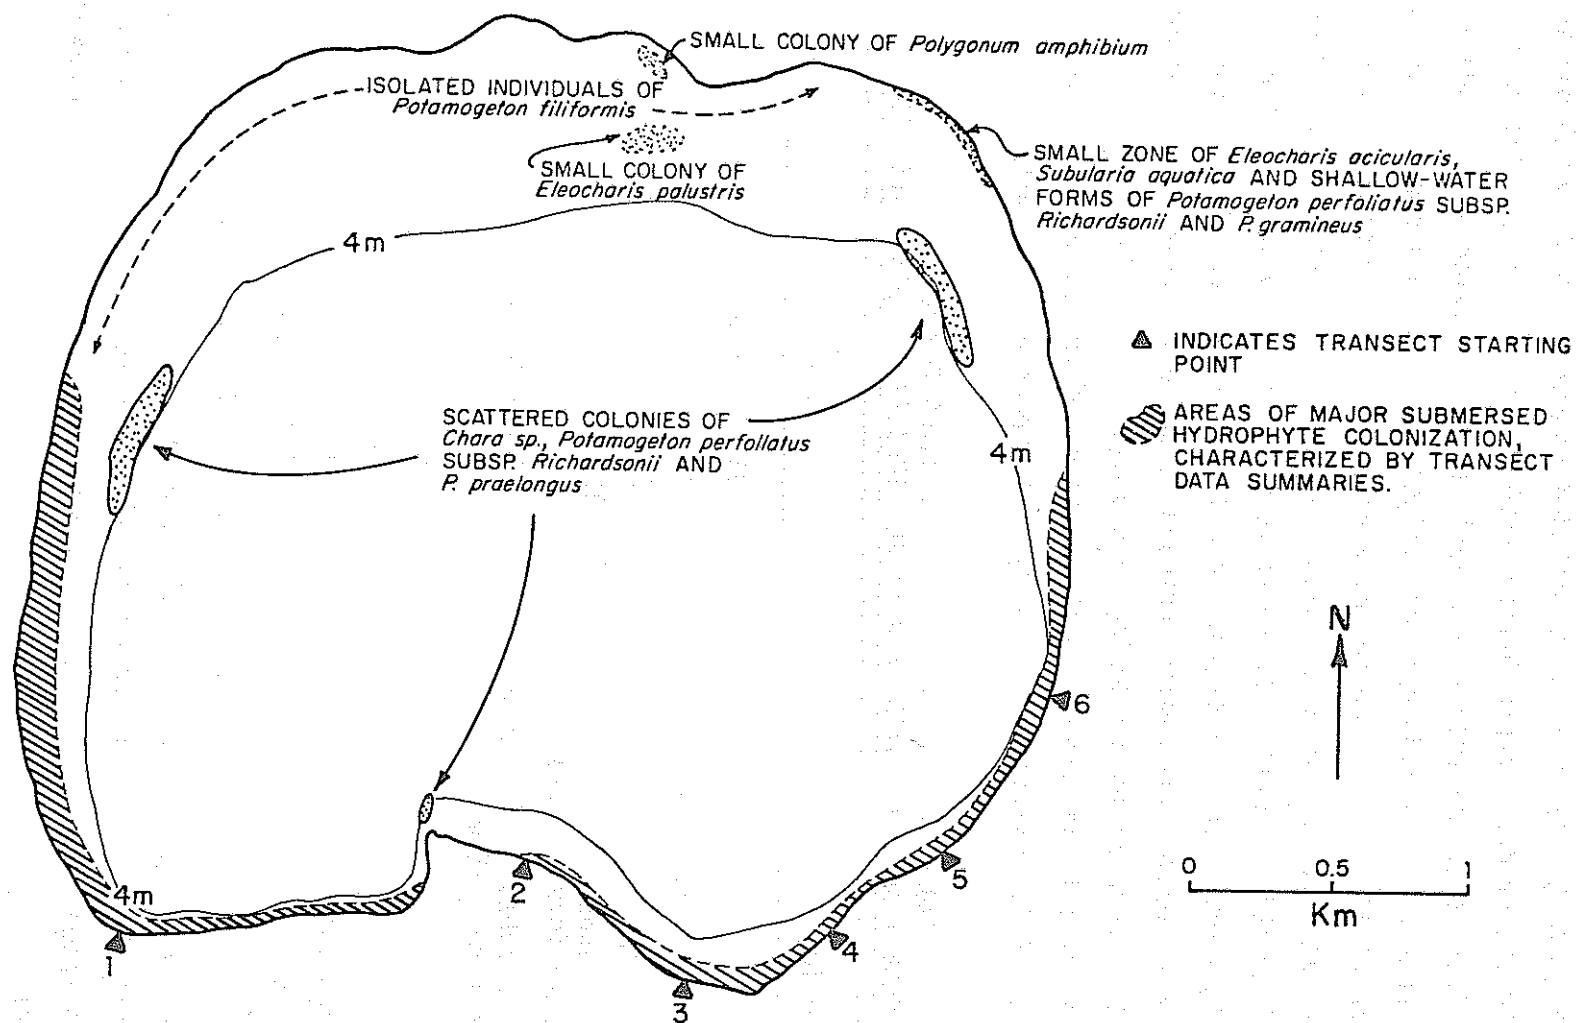 SMALL COLONY OF Polygonum amphibium
ISOLATED INDIVIDUALS OF
Potamogeton filiformis
SMALL COLONY OF
Eleocharis palustris
SMALL ZONE OF Eleocharis acicularis,
Subularia aquatica AND SHALLOW-WATER
FORMS OF Potamogeton perfoliatus SUBSP.
Richardsonii AND P. gramineus
4m
INDICATES TRANSECT STARTING
POINT
SCATTERED COLONIES OF
Chara sp., Potamogeton perfoliatus
SUBSP. Richardsonii AND
P. praelongus
4m
AREAS OF MAJOR SUBMERSED
HYDROPHYTE COLONIZATION,
CHARACTERIZED BY TRANSECT
DATA SUMMARIES.
N
6
0 0.5 1
Km
4m
1
2
3
4
5